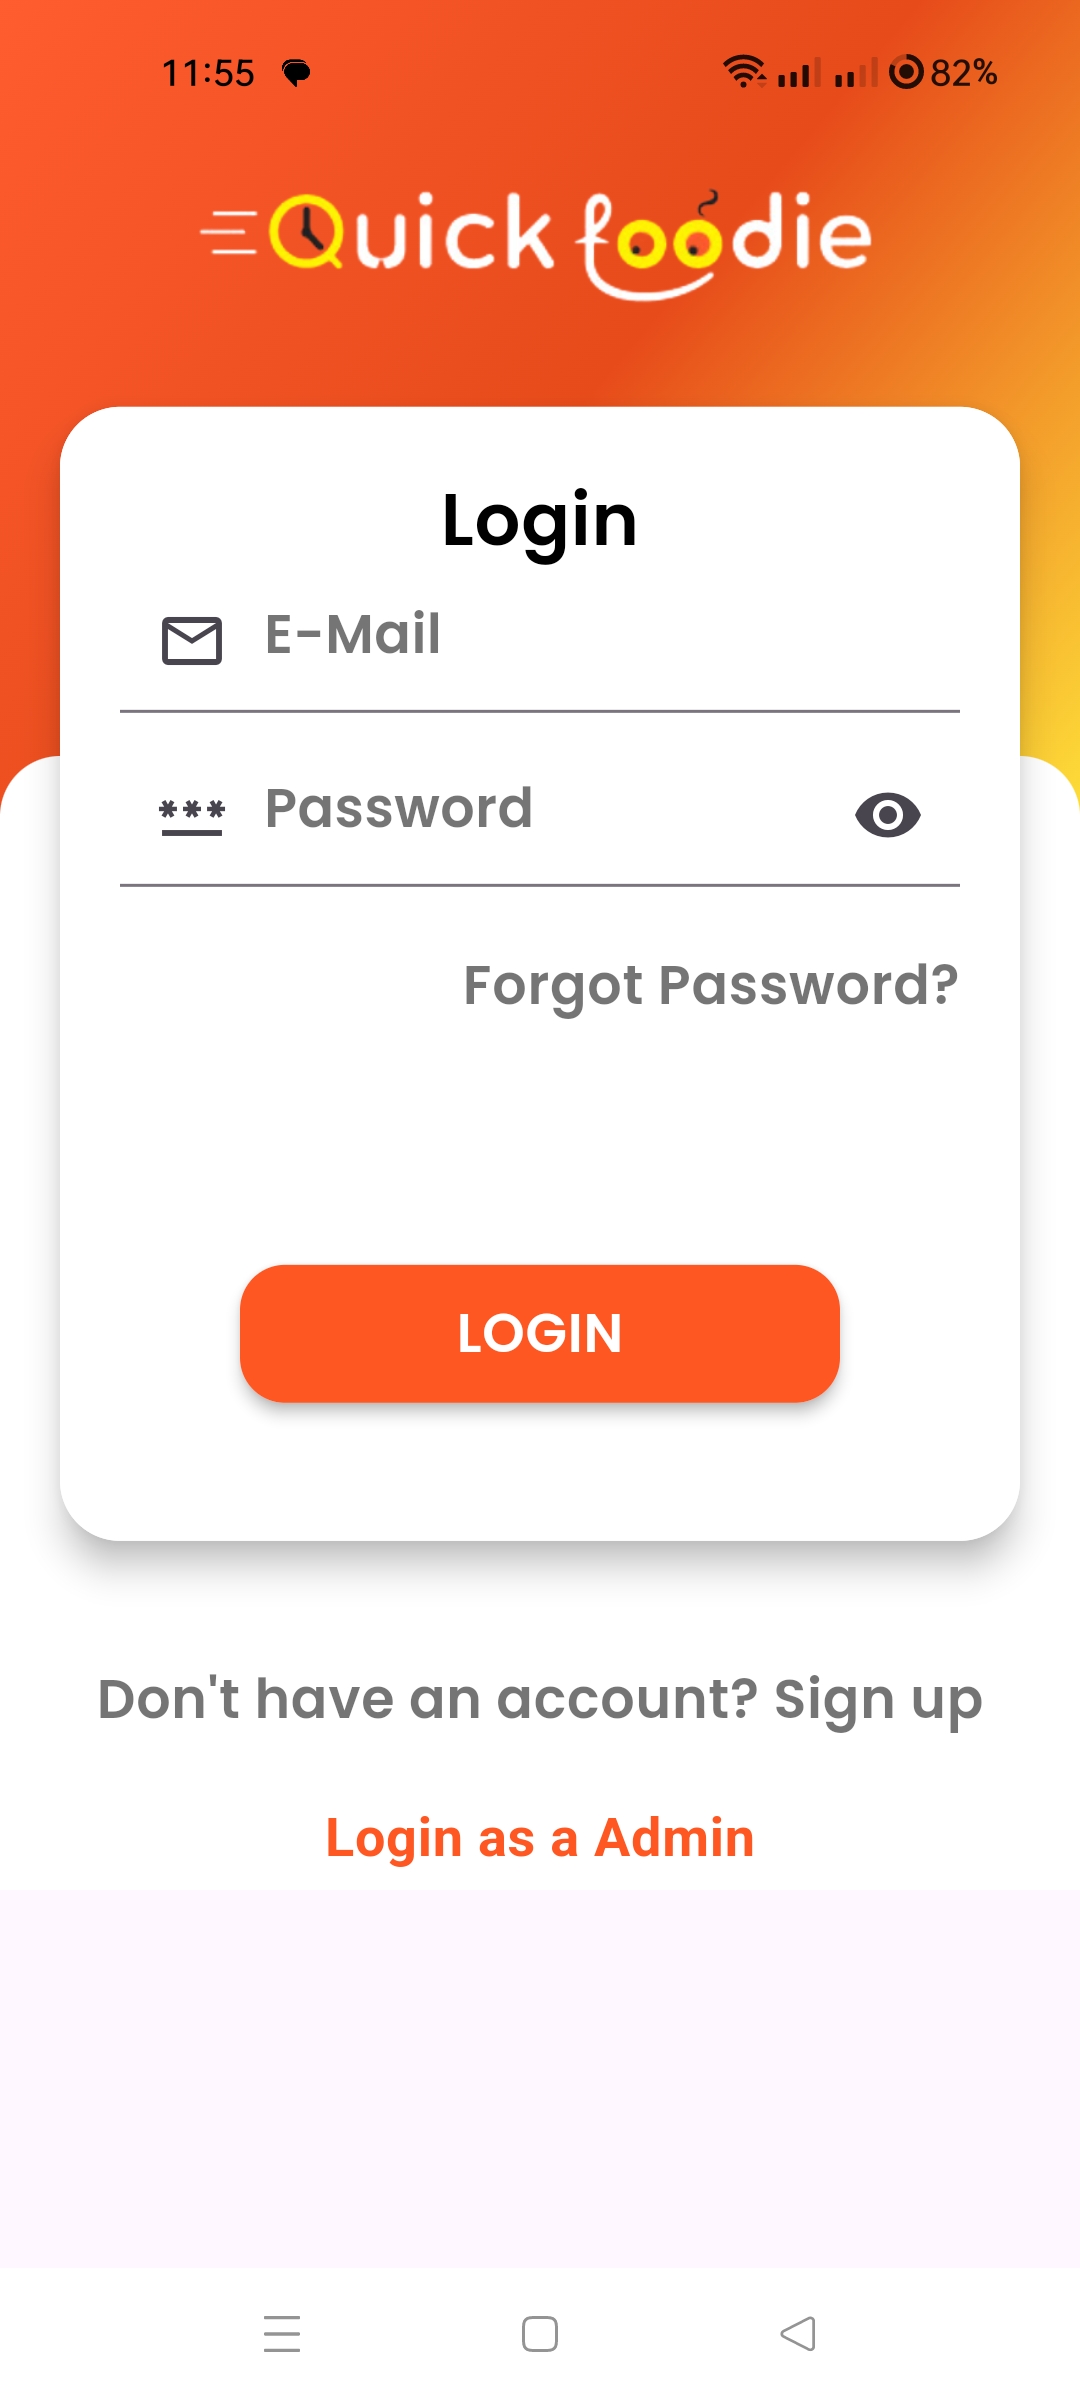 11:55
82%
Quick foodie
Login
E-Mail
*** Password
Forgot Password?
LOGIN
Don't have an account? Sign up
Login as a Admin